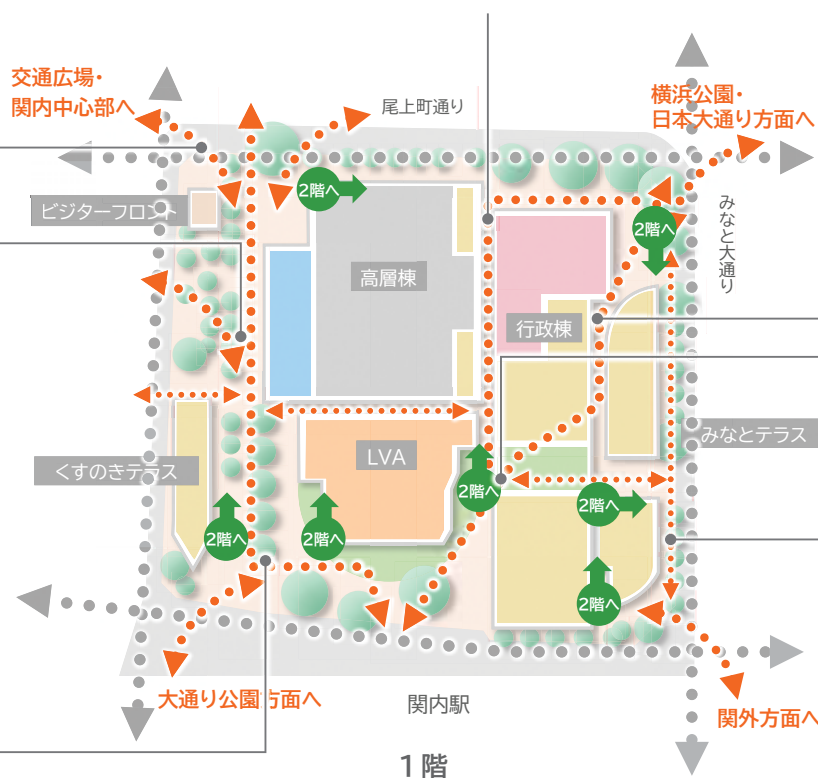 交通広場・
関内中心部へ
尾上町通り
横浜公園・
日本大通り方面へ
2階へ
ビジターフロント
みなと大通り
2階へ
高層棟
行政棟
みなとテラス
LVA
くすのきテラス
2階へ
2階へ
2階へ
2階へ
2階へ
大通り公園方面へ
関内駅
関外方面へ
1階